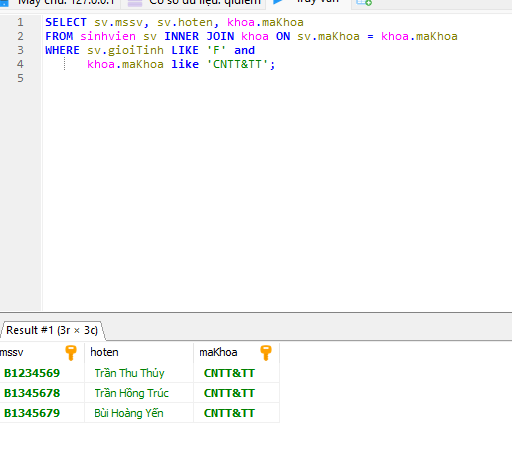 Máy chủ: 127.0.0.1 Cơ sở dữ liệu: qldiem Truy vấn
1 SELECT sv.mssv, sv.hoten, khoa.maKhoa
2 FROM sinhvien sv INNER JOIN khoa ON sv.maKhoa = khoa.maKhoa
3 WHERE sv.gioiTinh LIKE 'F' and
4 khoa.maKhoa like 'CNTT&TT';
5
Result #1 (3r × 3c)
mssv hoten maKhoa
B1234569 Trần Thu Thủy CNTT&TT
B1345678 Trần Hồng Trúc CNTT&TT
B1345679 Bùi Hoàng Yến CNTT&TT